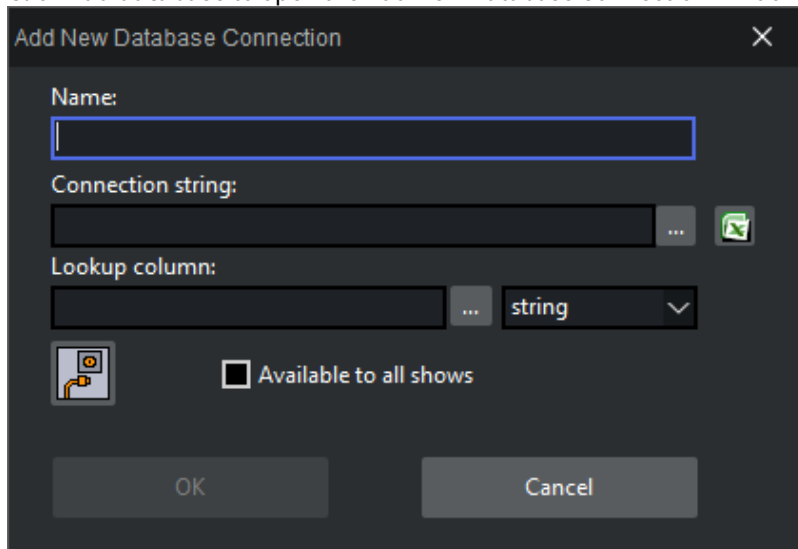 Add New Database Connection
Name:
Connection string:
...
Lookup column:
...
string
Available to all shows
OK
Cancel